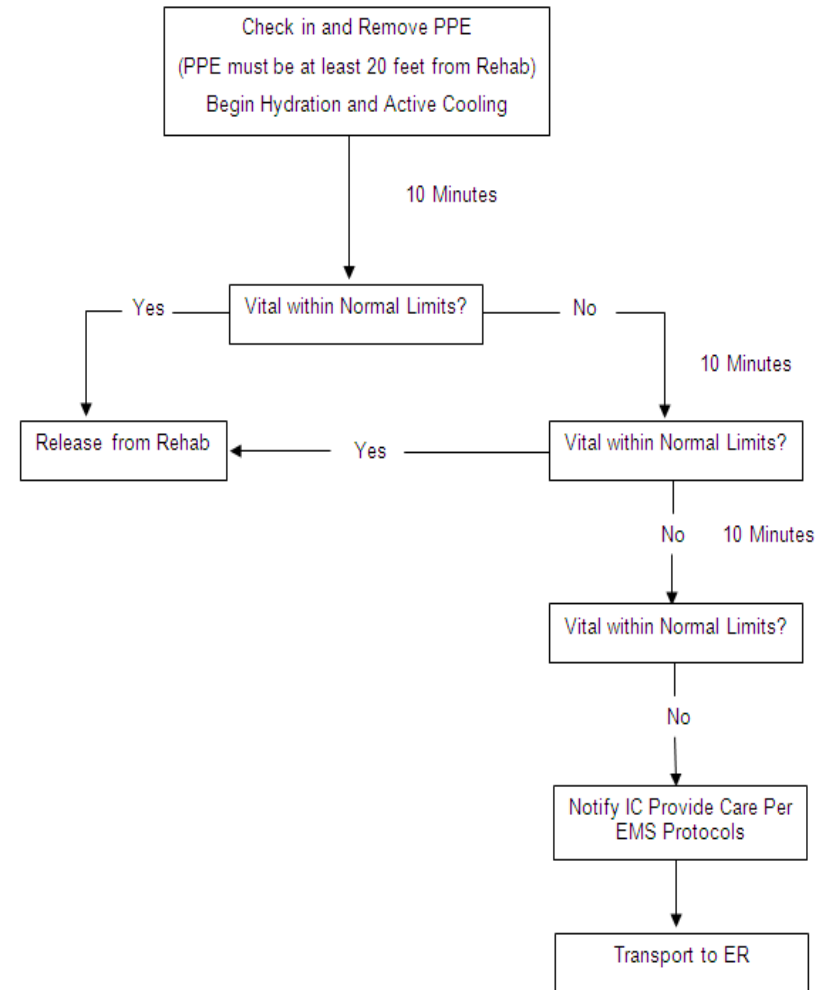 Check in and Remove PPE
(PPE must be at least 20 feet from Rehab)
Begin Hydration and Active Cooling
10 Minutes
Yes
Vital within Normal Limits?
No
10 Minutes
Release from Rehab
Yes
Vital within Normal Limits?
No
10 Minutes
Vital within Normal Limits?
No
Notify IC Provide Care Per
EMS Protocols
Transport to ER